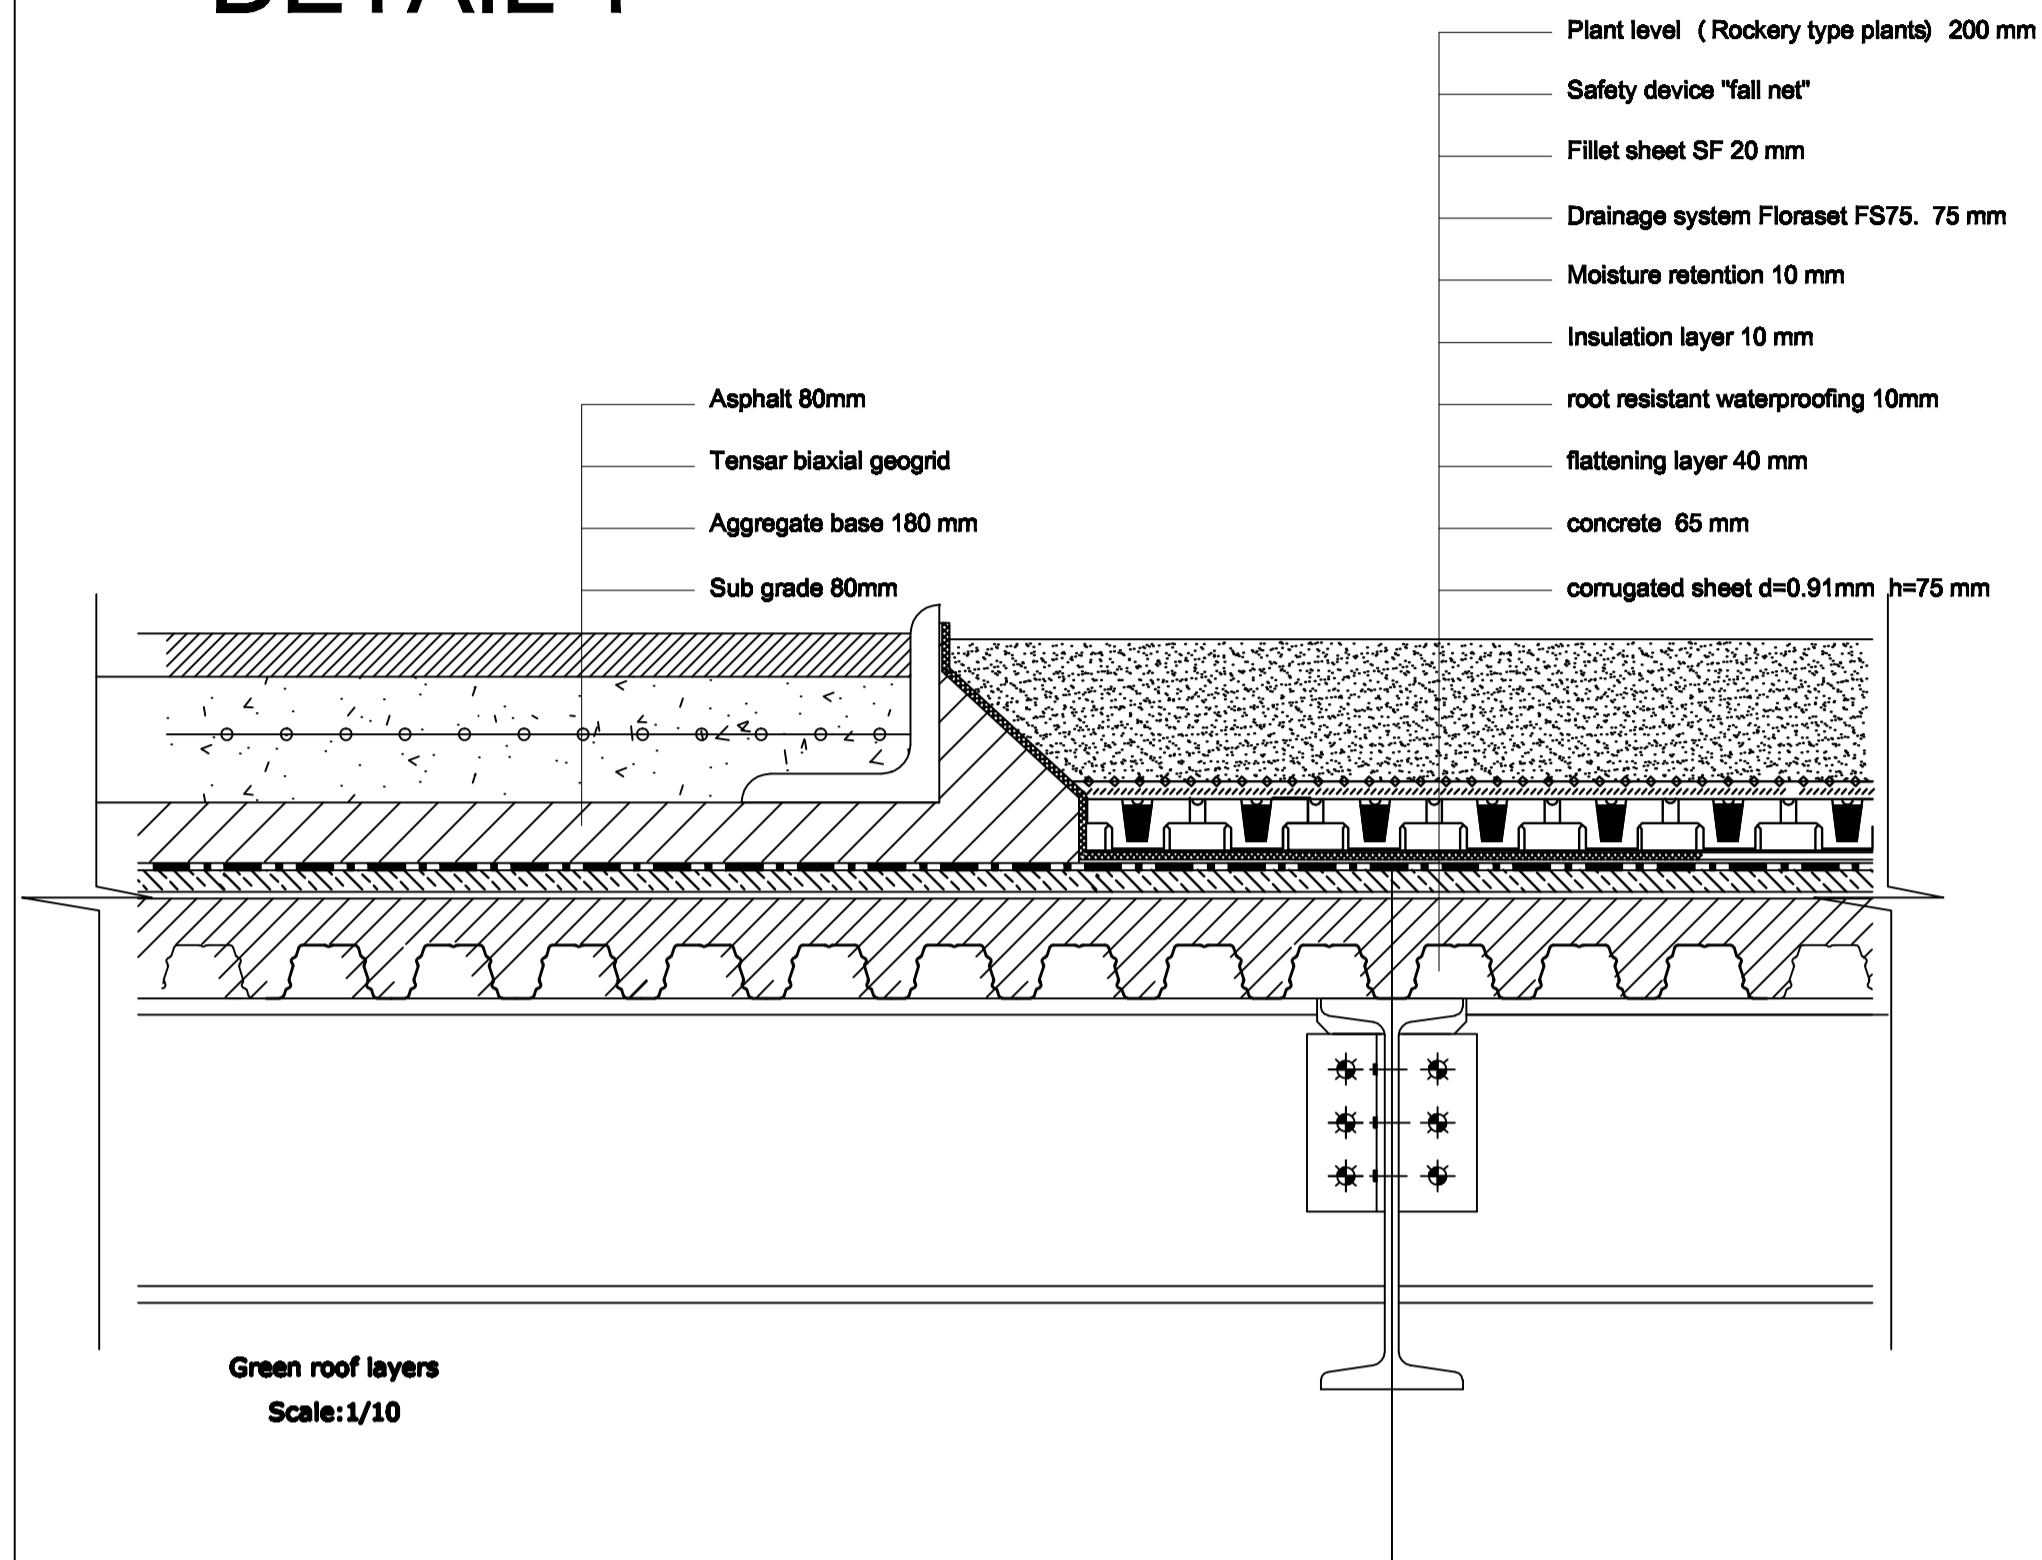 DETAIL
Plant level ( Rockery type plants) 200 mm
Safety device "fall net"
Fillet sheet SF 20 mm
Drainage system Floraset FS75. 75 mm
Moisture retention 10 mm
Insulation layer 10 mm
root resistant waterproofing 10mm
flattening layer 40 mm
concrete 65 mm
corrugated sheet d=0.91mm h=75 mm
Asphalt 80mm
Tensar biaxial geogrid
Aggregate base 180 mm
Sub grade 80mm
Green roof layers
Scale:1/10